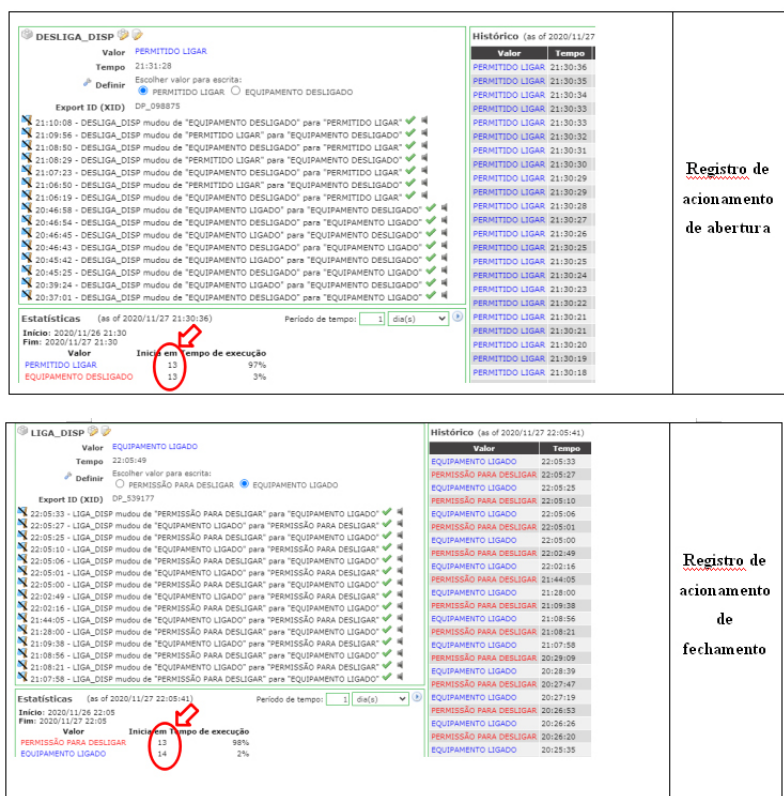 DESLIGA_DISP
Valor PERMITIDO LIGAR
Tempo 21:31:28
Definir Escolher valor para escrita:
PERMITIDO LIGAR EQUIPAMENTO DESLIGADO
Export ID (XID) DP_098875
21:10:08 - DESLIGA_DISP mudou de "EQUIPAMENTO DESLIGADO" para "PERMITIDO LIGAR"
21:09:56 - DESLIGA_DISP mudou de "PERMITIDO LIGAR" para "EQUIPAMENTO DESLIGADO"
21:08:50 - DESLIGA_DISP mudou de "EQUIPAMENTO DESLIGADO" para "PERMITIDO LIGAR"
21:08:29 - DESLIGA_DISP mudou de "PERMITIDO LIGAR" para "EQUIPAMENTO DESLIGADO"
21:07:23 - DESLIGA_DISP mudou de "EQUIPAMENTO DESLIGADO" para "PERMITIDO LIGAR"
21:06:50 - DESLIGA_DISP mudou de "PERMITIDO LIGAR" para "EQUIPAMENTO DESLIGADO"
21:06:19 - DESLIGA_DISP mudou de "EQUIPAMENTO DESLIGADO" para "PERMITIDO LIGAR"
20:46:58 - DESLIGA_DISP mudou de "EQUIPAMENTO LIGADO" para "EQUIPAMENTO DESLIGADO"
20:46:54 - DESLIGA_DISP mudou de "EQUIPAMENTO DESLIGADO" para "EQUIPAMENTO LIGADO"
20:46:45 - DESLIGA_DISP mudou de "EQUIPAMENTO LIGADO" para "EQUIPAMENTO DESLIGADO"
20:46:43 - DESLIGA_DISP mudou de "EQUIPAMENTO DESLIGADO" para "EQUIPAMENTO LIGADO"
20:45:42 - DESLIGA_DISP mudou de "EQUIPAMENTO LIGADO" para "EQUIPAMENTO DESLIGADO"
20:45:25 - DESLIGA_DISP mudou de "EQUIPAMENTO DESLIGADO" para "EQUIPAMENTO LIGADO"
20:39:24 - DESLIGA_DISP mudou de "EQUIPAMENTO LIGADO" para "EQUIPAMENTO DESLIGADO"
20:37:01 - DESLIGA_DISP mudou de "EQUIPAMENTO DESLIGADO" para "EQUIPAMENTO LIGADO"
Estatísticas (as of 2020/11/27 21:30:36) Período de tempo: 1 dia(s)
Início: 2020/11/26 21:30
Fim: 2020/11/27 21:30
Valor Inicia em Tempo de execução
PERMITIDO LIGAR 13 97%
EQUIPAMENTO DESLIGADO 13 3%
Histórico (as of 2020/11/27
Valor Tempo
PERMITIDO LIGAR 21:30:36
PERMITIDO LIGAR 21:30:35
PERMITIDO LIGAR 21:30:34
PERMITIDO LIGAR 21:30:33
PERMITIDO LIGAR 21:30:33
PERMITIDO LIGAR 21:30:32
PERMITIDO LIGAR 21:30:31
PERMITIDO LIGAR 21:30:30
PERMITIDO LIGAR 21:30:29
PERMITIDO LIGAR 21:30:29
PERMITIDO LIGAR 21:30:28
PERMITIDO LIGAR 21:30:27
PERMITIDO LIGAR 21:30:26
PERMITIDO LIGAR 21:30:25
PERMITIDO LIGAR 21:30:25
PERMITIDO LIGAR 21:30:24
PERMITIDO LIGAR 21:30:23
PERMITIDO LIGAR 21:30:22
PERMITIDO LIGAR 21:30:21
PERMITIDO LIGAR 21:30:21
PERMITIDO LIGAR 21:30:20
PERMITIDO LIGAR 21:30:19
PERMITIDO LIGAR 21:30:18
Registro de
acionamento
de abertura
LIGA_DISP
Valor EQUIPAMENTO LIGADO
Tempo 22:05:49
Definir Escolher valor para escrita:
PERMISSÃO PARA DESLIGAR EQUIPAMENTO LIGADO
Export ID (XID) DP_539177
22:05:33 - LIGA_DISP mudou de "PERMISSÃO PARA DESLIGAR" para "EQUIPAMENTO LIGADO"
22:05:27 - LIGA_DISP mudou de "EQUIPAMENTO LIGADO" para "PERMISSÃO PARA DESLIGAR"
22:05:25 - LIGA_DISP mudou de "PERMISSÃO PARA DESLIGAR" para "EQUIPAMENTO LIGADO"
22:05:10 - LIGA_DISP mudou de "EQUIPAMENTO LIGADO" para "PERMISSÃO PARA DESLIGAR"
22:05:06 - LIGA_DISP mudou de "PERMISSÃO PARA DESLIGAR" para "EQUIPAMENTO LIGADO"
22:05:01 - LIGA_DISP mudou de "EQUIPAMENTO LIGADO" para "PERMISSÃO PARA DESLIGAR"
22:05:00 - LIGA_DISP mudou de "PERMISSÃO PARA DESLIGAR" para "EQUIPAMENTO LIGADO"
22:02:49 - LIGA_DISP mudou de "EQUIPAMENTO LIGADO" para "PERMISSÃO PARA DESLIGAR"
22:02:16 - LIGA_DISP mudou de "PERMISSÃO PARA DESLIGAR" para "EQUIPAMENTO LIGADO"
21:44:05 - LIGA_DISP mudou de "EQUIPAMENTO LIGADO" para "PERMISSÃO PARA DESLIGAR"
21:28:00 - LIGA_DISP mudou de "PERMISSÃO PARA DESLIGAR" para "EQUIPAMENTO LIGADO"
21:09:38 - LIGA_DISP mudou de "EQUIPAMENTO LIGADO" para "PERMISSÃO PARA DESLIGAR"
21:08:56 - LIGA_DISP mudou de "PERMISSÃO PARA DESLIGAR" para "EQUIPAMENTO LIGADO"
21:08:21 - LIGA_DISP mudou de "EQUIPAMENTO LIGADO" para "PERMISSÃO PARA DESLIGAR"
21:07:58 - LIGA_DISP mudou de "PERMISSÃO PARA DESLIGAR" para "EQUIPAMENTO LIGADO"
Estatísticas (as of 2020/11/27 22:05:41) Período de tempo: 1 dia(s)
Início: 2020/11/26 22:05
Fim: 2020/11/27 22:05
Valor Inicia em Tempo de execução
PERMISSÃO PARA DESLIGAR 13 98%
EQUIPAMENTO LIGADO 14 2%
Histórico (as of 2020/11/27 22:05:41)
Valor Tempo
EQUIPAMENTO LIGADO 22:05:33
PERMISSÃO PARA DESLIGAR 22:05:27
EQUIPAMENTO LIGADO 22:05:25
PERMISSÃO PARA DESLIGAR 22:05:10
EQUIPAMENTO LIGADO 22:05:06
PERMISSÃO PARA DESLIGAR 22:05:01
EQUIPAMENTO LIGADO 22:05:00
PERMISSÃO PARA DESLIGAR 22:02:49
EQUIPAMENTO LIGADO 22:02:16
PERMISSÃO PARA DESLIGAR 21:44:05
EQUIPAMENTO LIGADO 21:28:00
PERMISSÃO PARA DESLIGAR 21:09:38
EQUIPAMENTO LIGADO 21:08:56
PERMISSÃO PARA DESLIGAR 21:08:21
EQUIPAMENTO LIGADO 21:07:58
PERMISSÃO PARA DESLIGAR 20:29:09
EQUIPAMENTO LIGADO 20:28:39
PERMISSÃO PARA DESLIGAR 20:27:47
EQUIPAMENTO LIGADO 20:27:19
PERMISSÃO PARA DESLIGAR 20:26:53
EQUIPAMENTO LIGADO 20:26:26
PERMISSÃO PARA DESLIGAR 20:26:20
EQUIPAMENTO LIGADO 20:25:35
Registro de
acionamento
de
fechamento